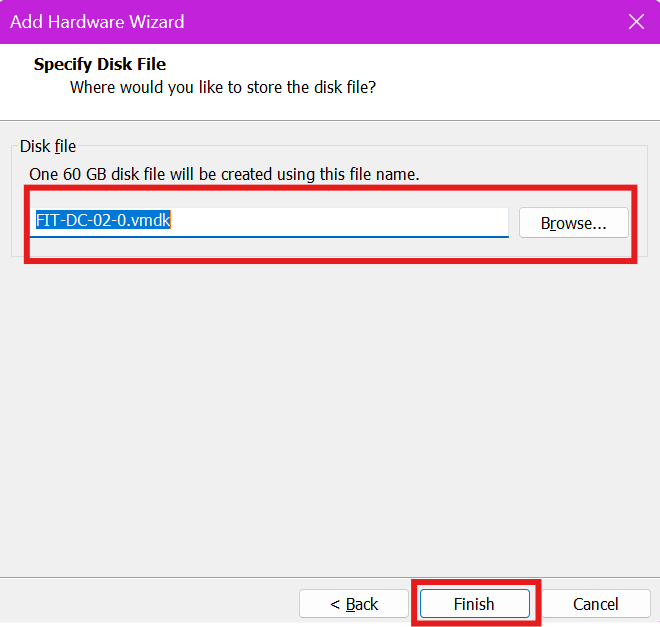 Add Hardware Wizard
Specify Disk File
Where would you like to store the disk file?
Disk file
One 60 GB disk file will be created using this file name.
FIT-DC-02-0.vmdk
Browse...
< Back
Finish
Cancel